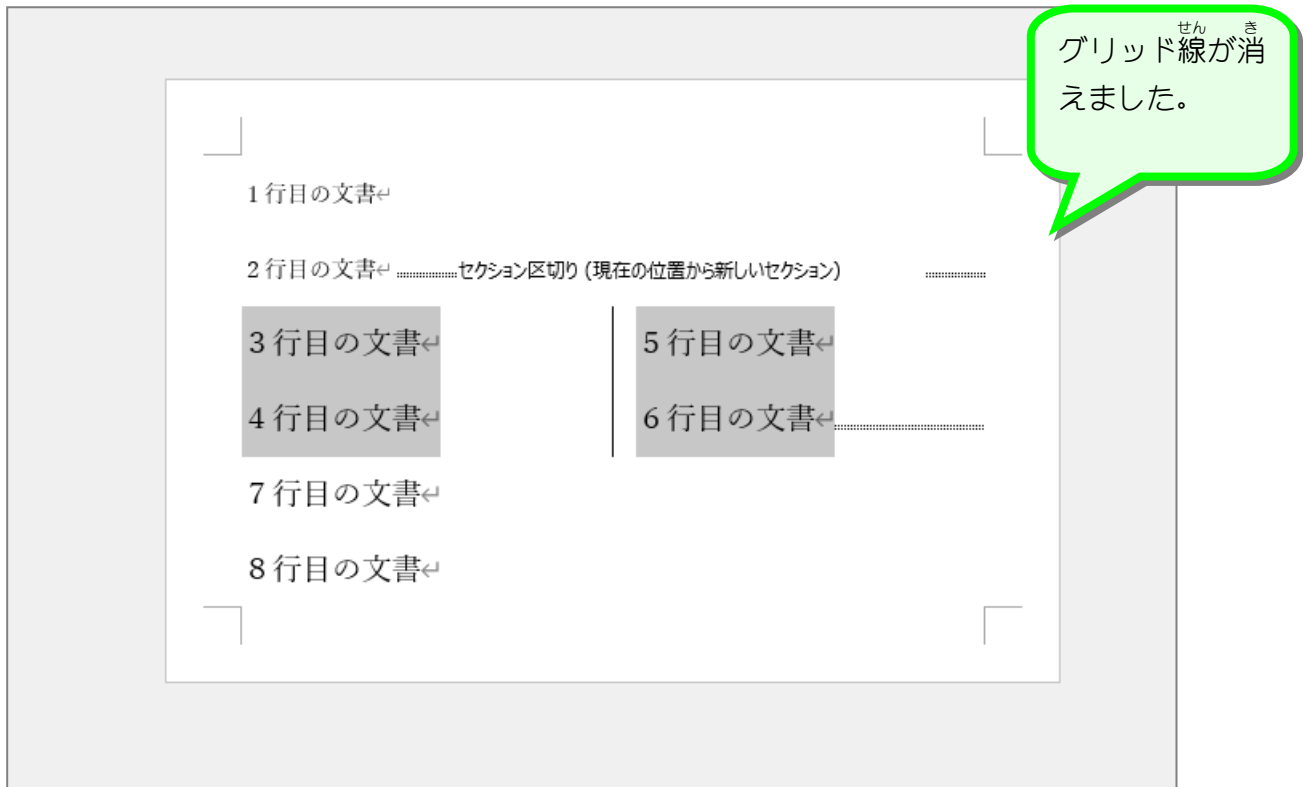 グリッド線が消
えました。
1行目の文書↵
2行目の文書↵セクション区切り (現在の位置から新しいセクション)
3行目の文書↵
4行目の文書↵
5行目の文書↵
6行目の文書↵
7行目の文書↵
8行目の文書↵
せん き